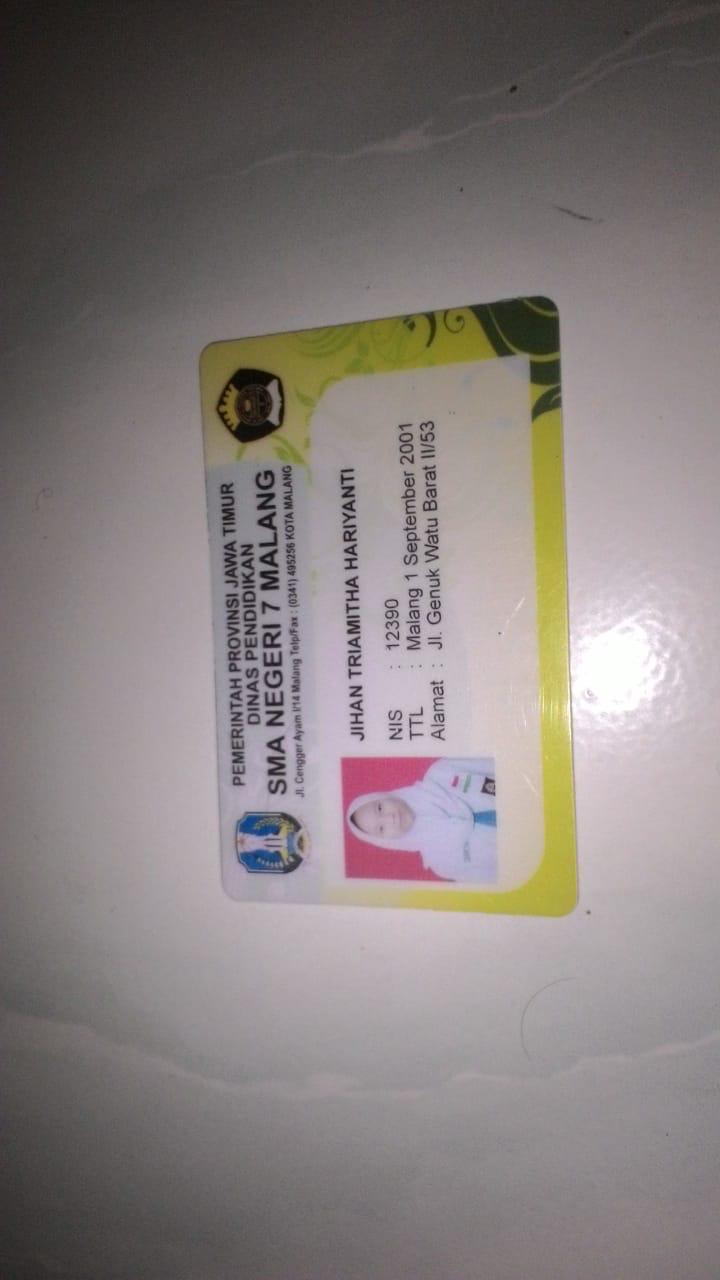 PEMERINTAH PROVINSI JAWA TIMUR
DINAS PENDIDIKAN
SMA NEGERI 7 MALANG
Jl. Cengger Ayam I/14 Malang Telp/Fax : (0341) 495256 KOTA MALANG
JIHAN TRIAMITHA HARIYANTI
NIS : 12390
TTL : Malang 1 September 2001
Alamat : Jl. Genuk Watu Barat II/53